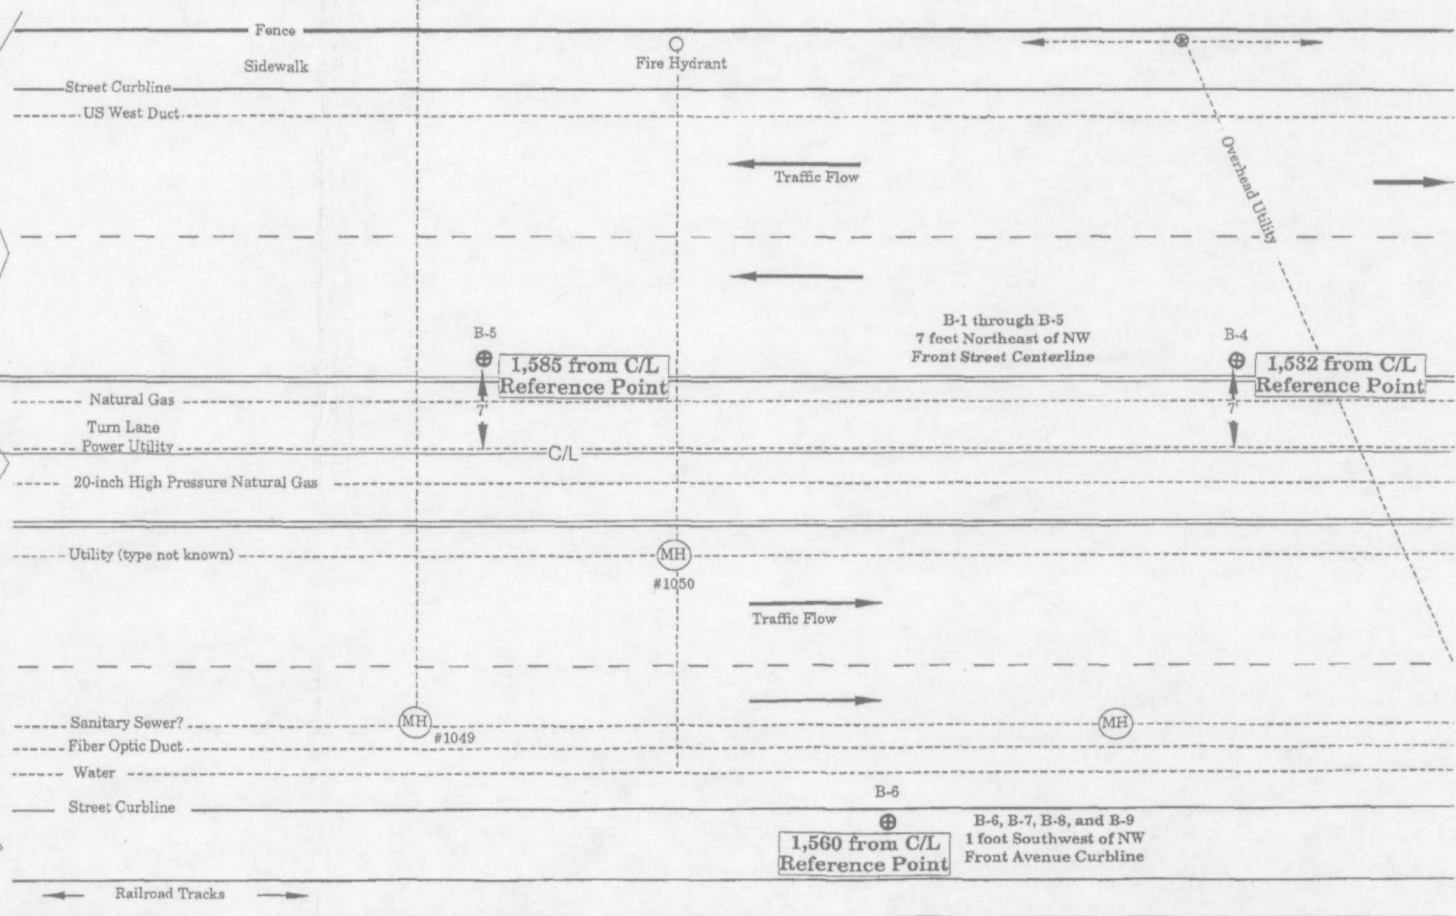 Fence
Sidewalk
Fire Hydrant
Street Curbline
US West Duct
Overhead Utility
Traffic Flow
B-1 through B-5
7 feet Northeast of NW
Front Street Centerline
B-5
1,585 from C/L
Reference Point
7'
B-4
1,532 from C/L
Reference Point
7'
Natural Gas
Turn Lane
Power Utility
C/L
20-inch High Pressure Natural Gas
Utility (type not known)
MH
#1050
Traffic Flow
Sanitary Sewer?
MH
#1049
MH
Fiber Optic Duct
Water
Street Curbline
B-6
1,560 from C/L
Reference Point
B-6, B-7, B-8, and B-9
1 foot Southwest of NW
Front Avenue Curbline
Railroad Tracks